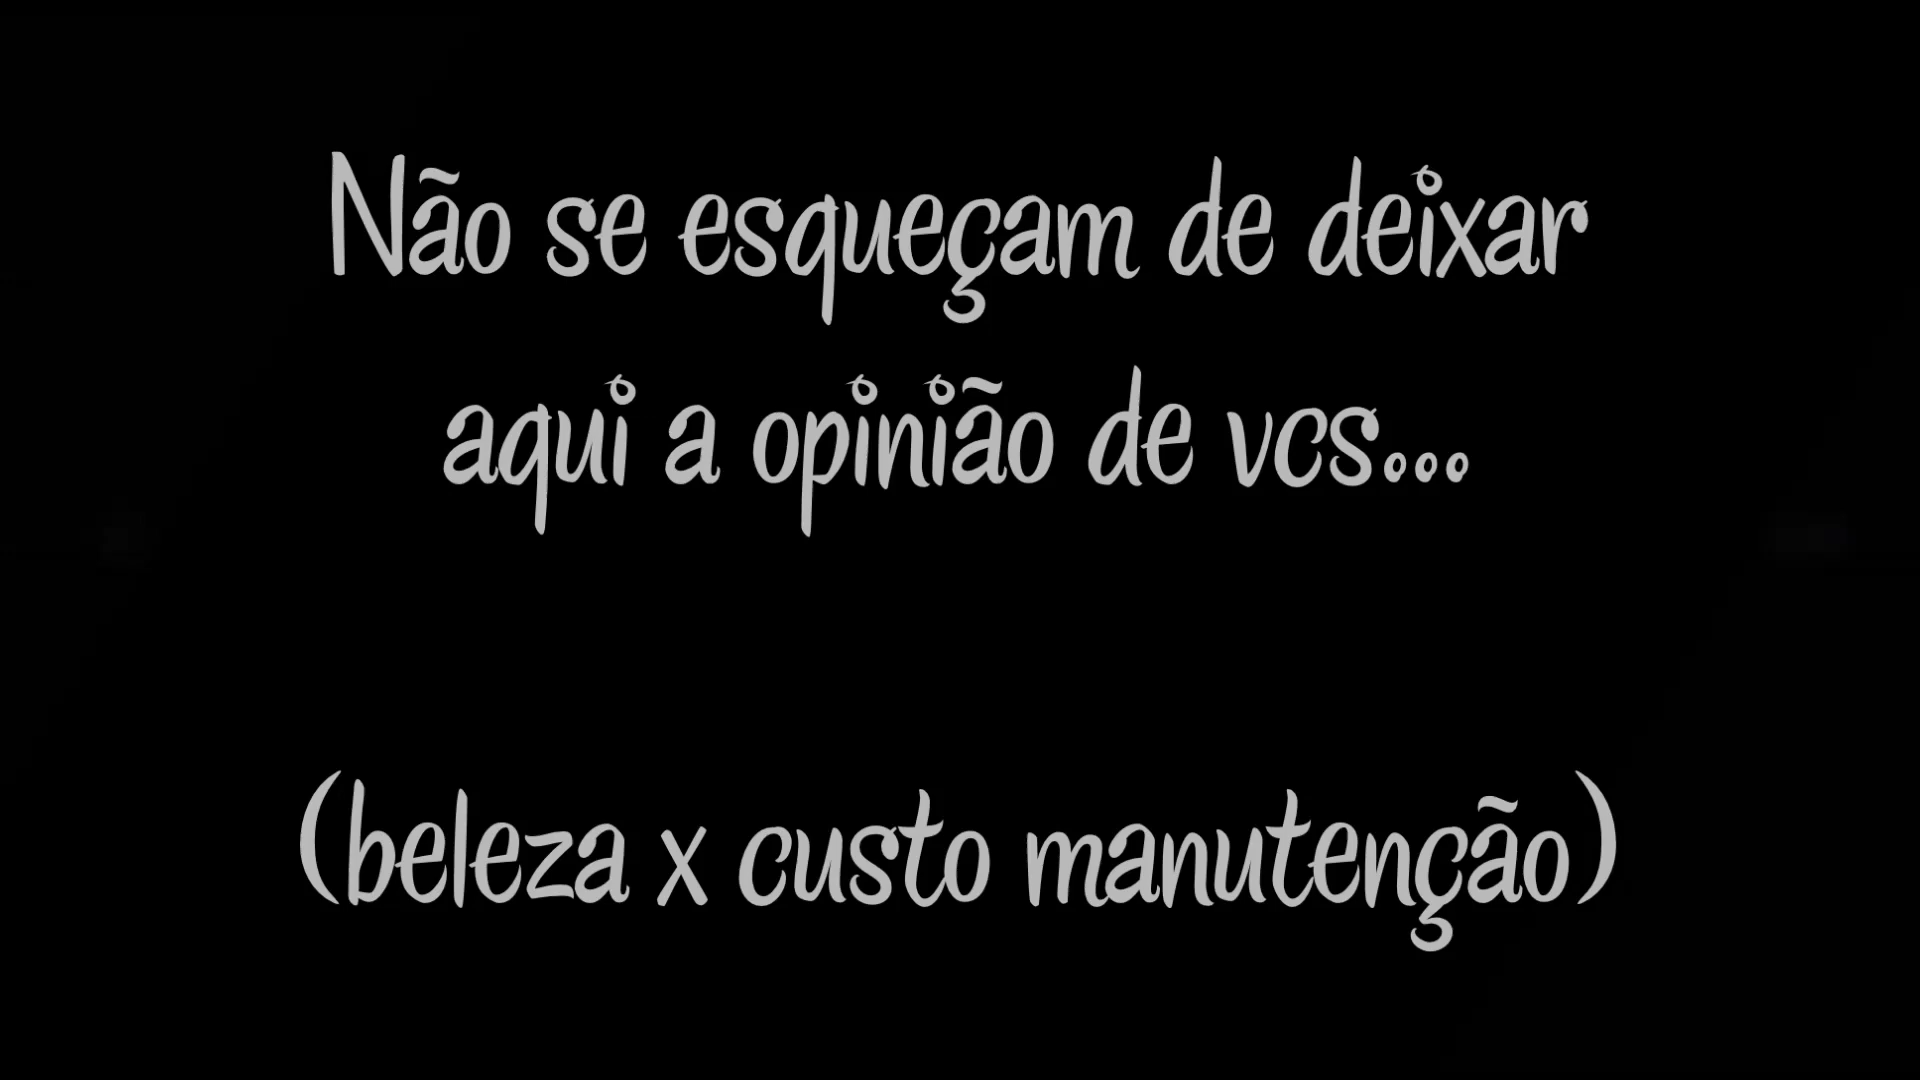 Não se esqueçam de deixar
aqui a opinião de vcs...
(beleza x custo manutenção)